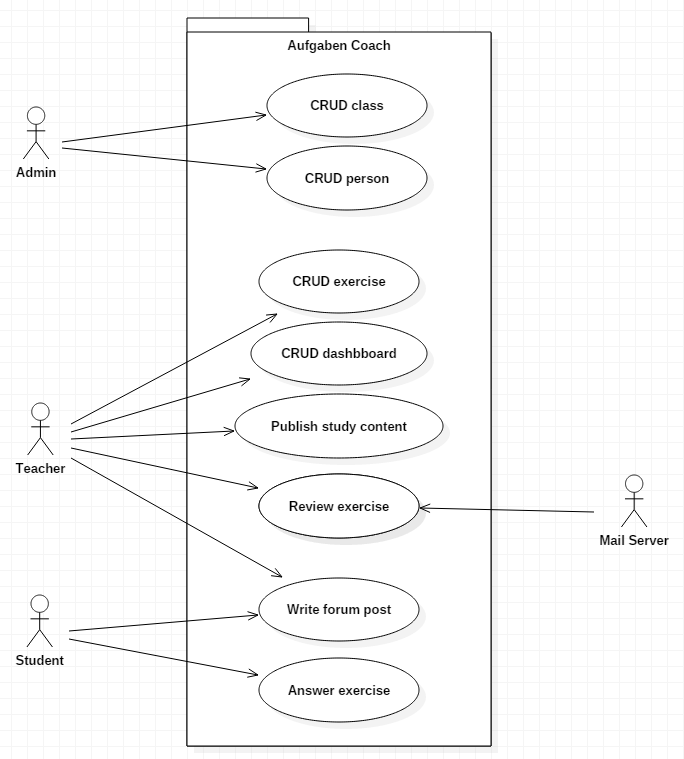 Aufgaben Coach
CRUD class
Admin
CRUD person
CRUD exercise
CRUD dashbboard
Publish study content
Teacher
Review exercise
Mail Server
Write forum post
Student
Answer exercise